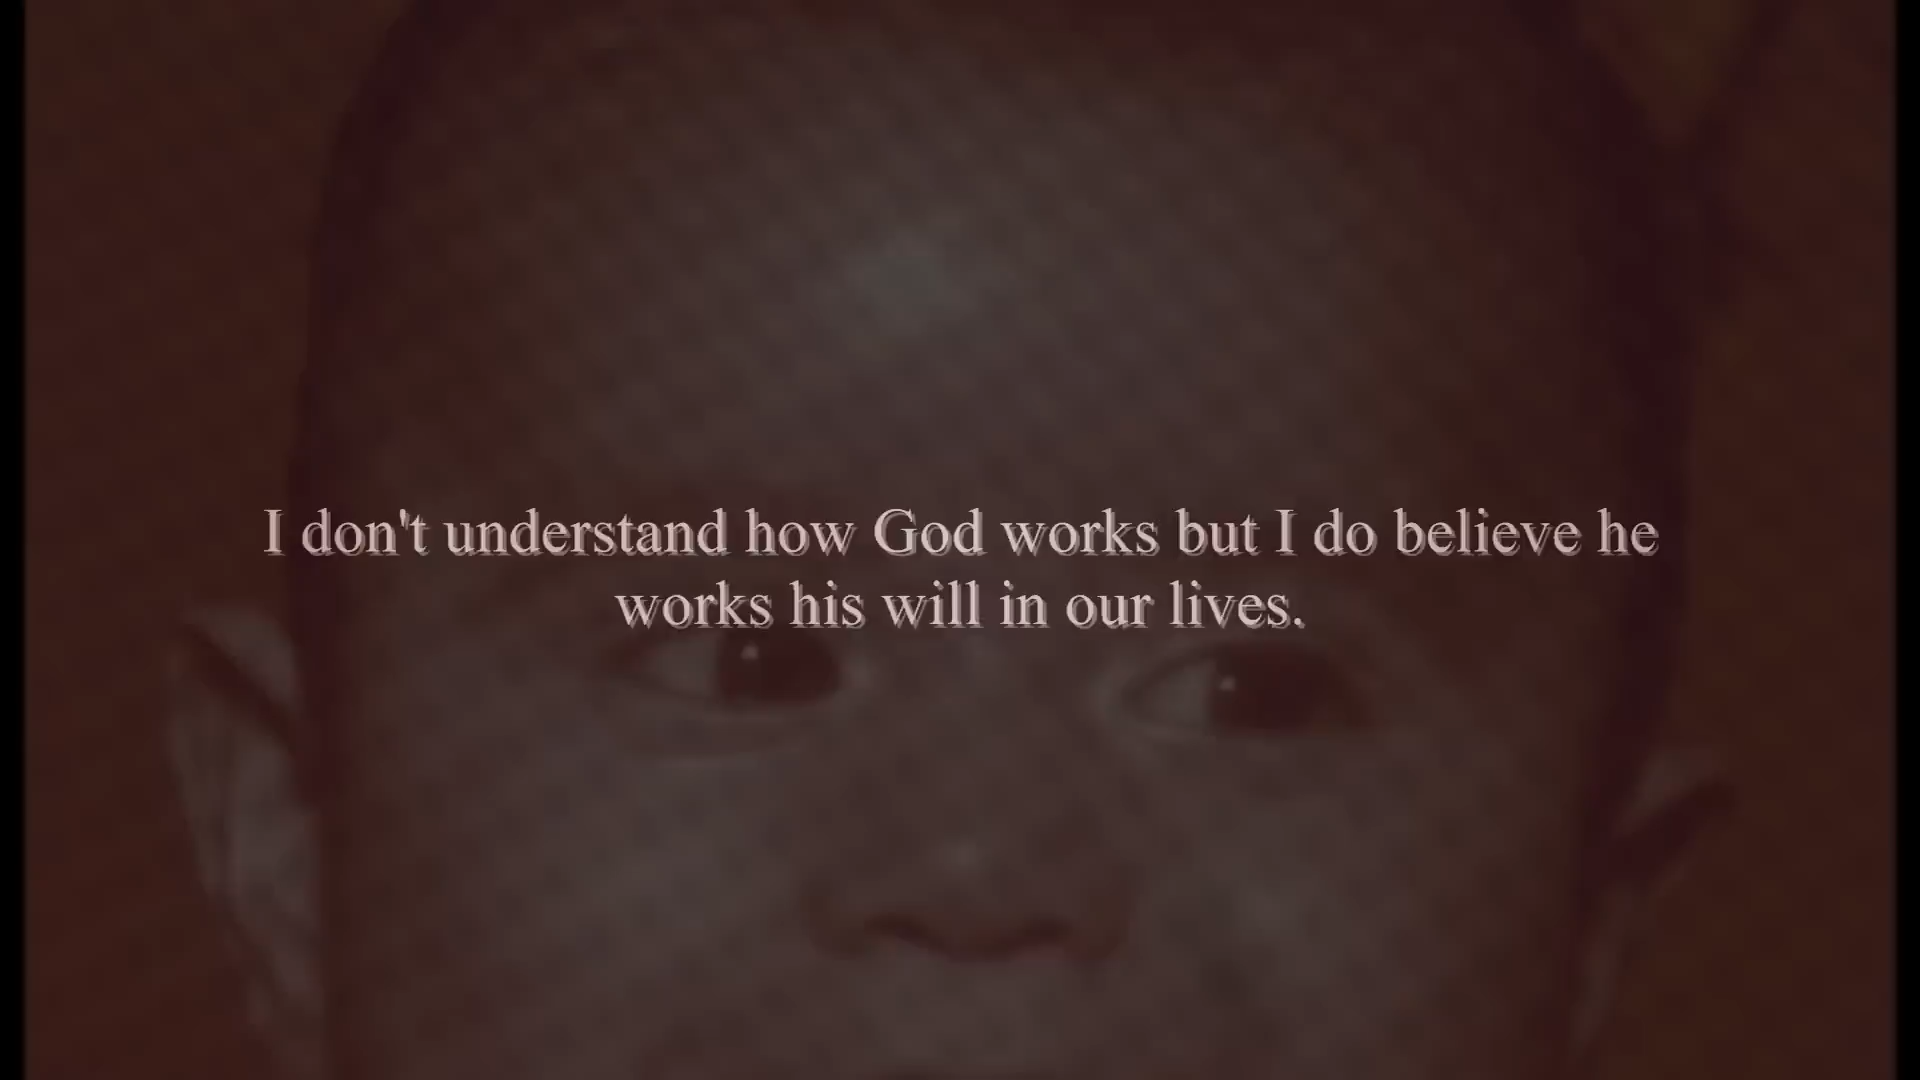 I don't understand how God works but I do believe he
works his will in our lives.